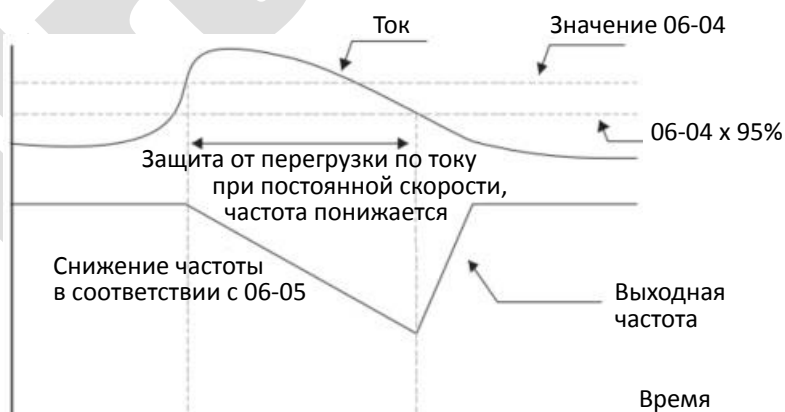 Ток
Значение 06-04
06-04 x 95%
Защита от перегрузки по току
при постоянной скорости,
частота понижается
Снижение частоты
в соответствии с 06-05
Выходная
частота
Время